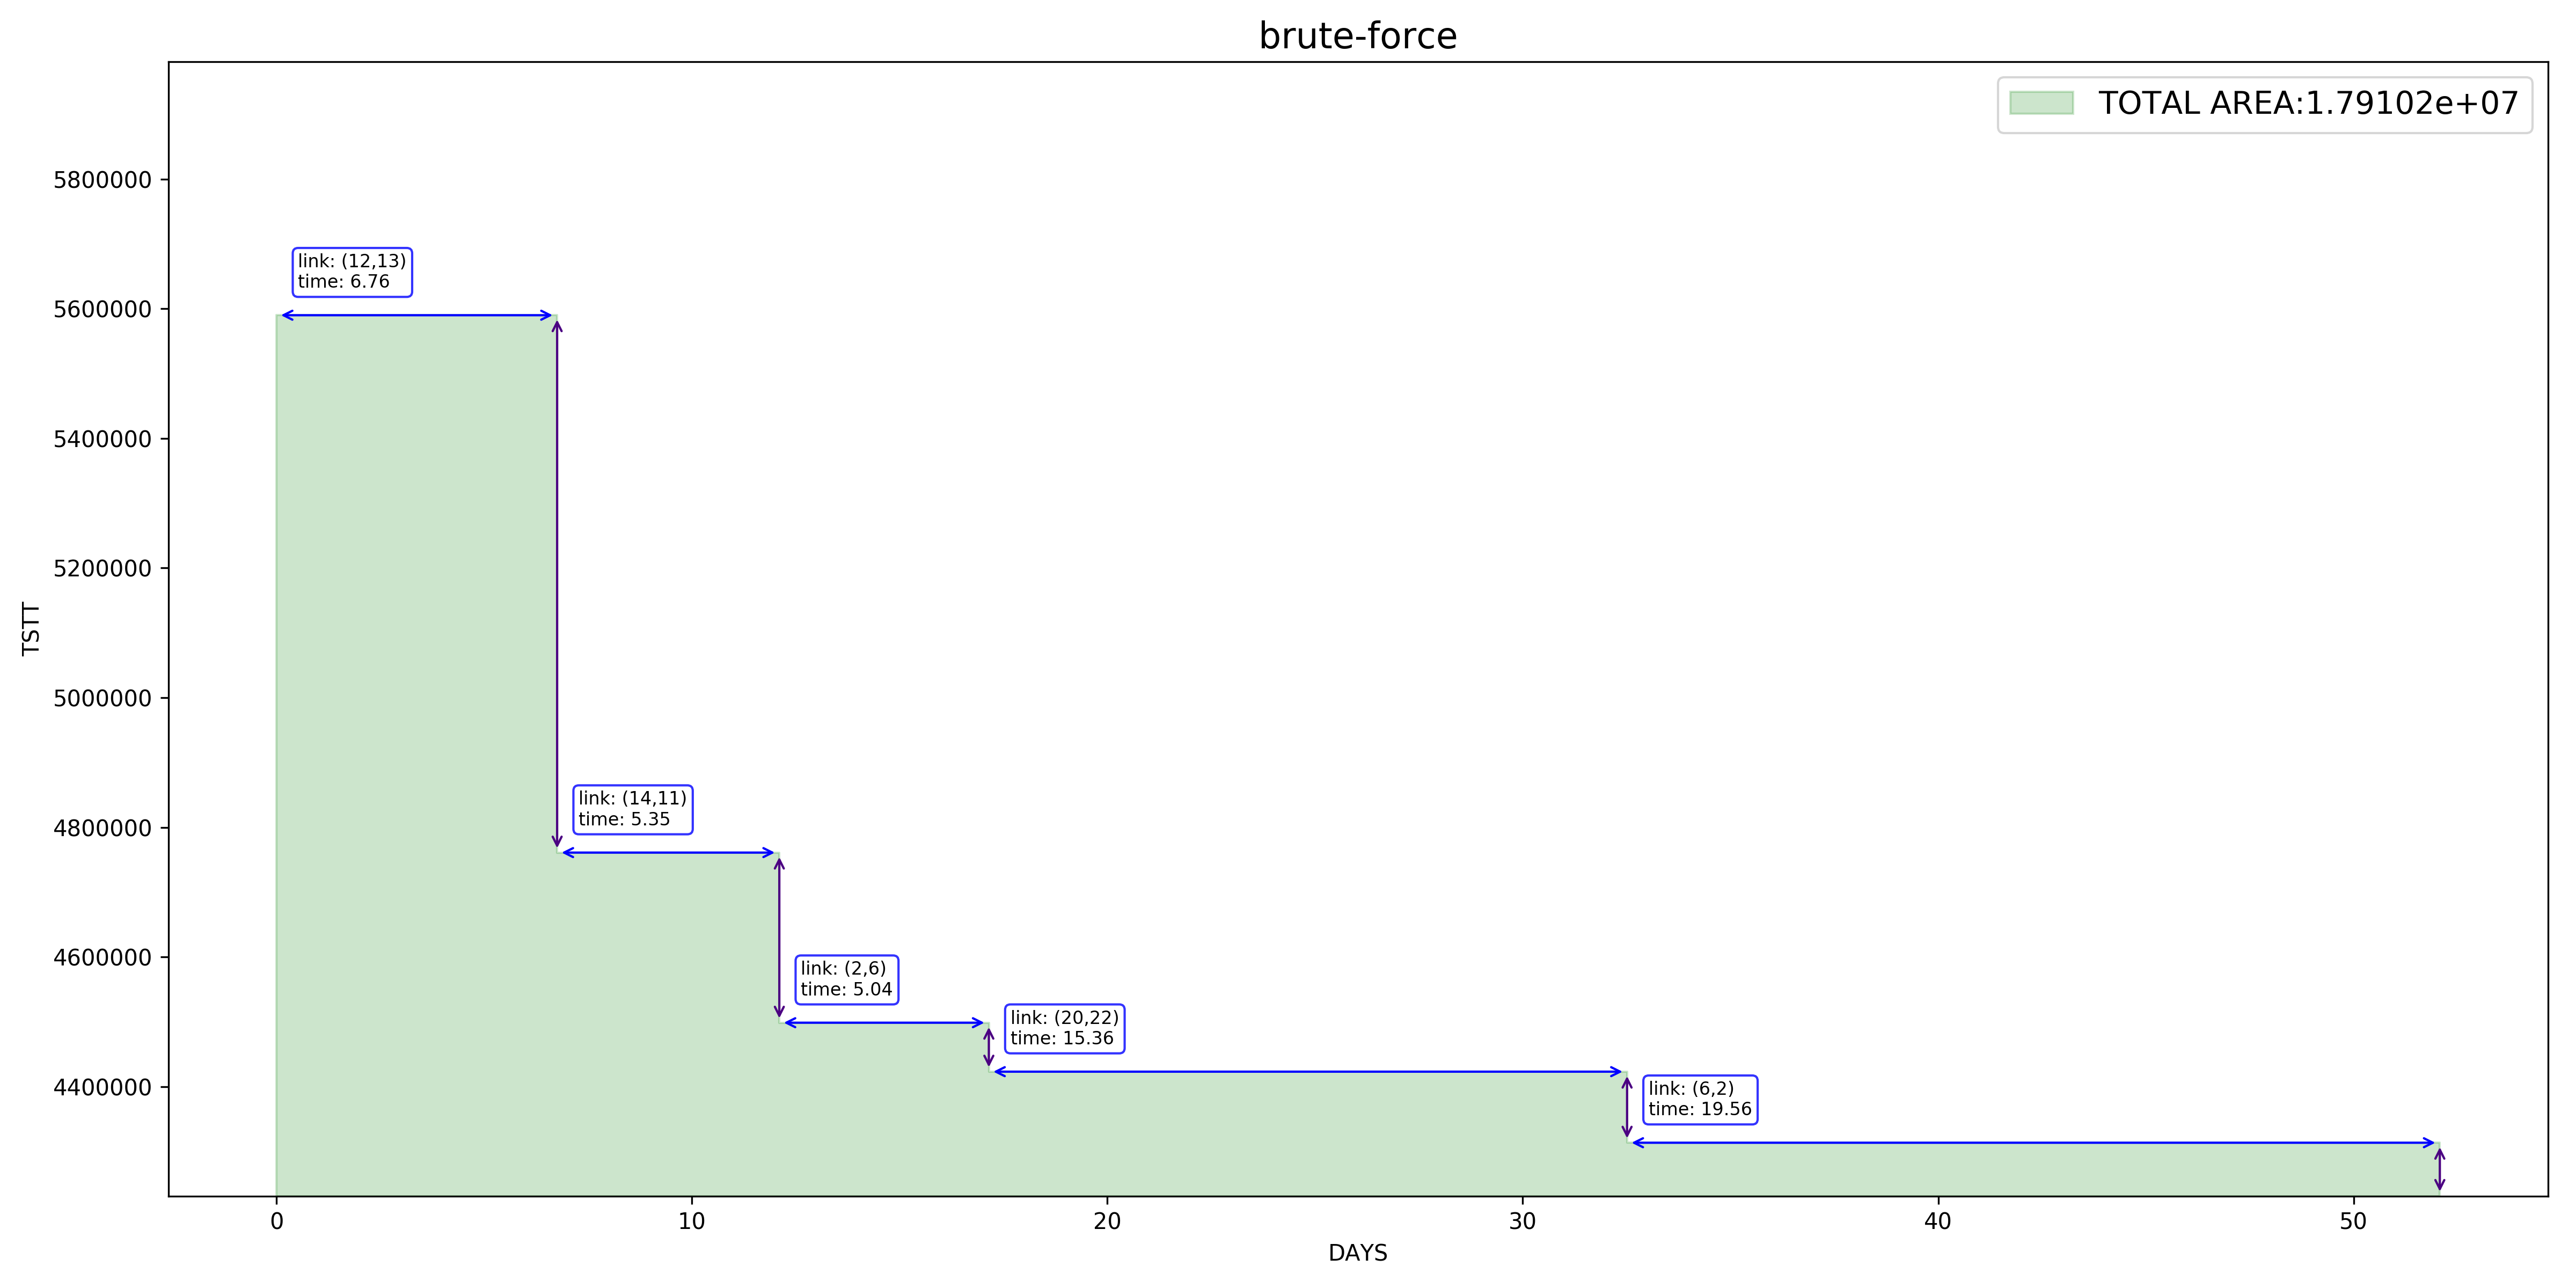 brute-force
TOTAL AREA:1.79102e+07
TSTT
5800000
5600000
5400000
5200000
5000000
4800000
4600000
4400000
link: (12,13)
time: 6.76
link: (14,11)
time: 5.35
link: (2,6)
time: 5.04
link: (20,22)
time: 15.36
link: (6,2)
time: 19.56
0
10
20
30
40
50
DAYS